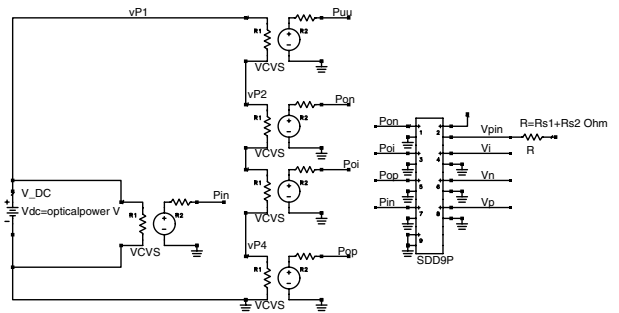 vP1
Puu
R1
R2
VCVS
vP2
Pon
R1
R2
VCVS
Poi
R1
R2
vP4
Pop
R1
R2
VCVS
V_DC
Vdc=opticalpower V
Pin
R1
R2
VCVS
R=Rs1+Rs2 Ohm
Pon
1
2
Vpin
R
Poi
3
4
Vi
Pop
5
6
Vn
Pin
7
8
Vp
9
SDD9P